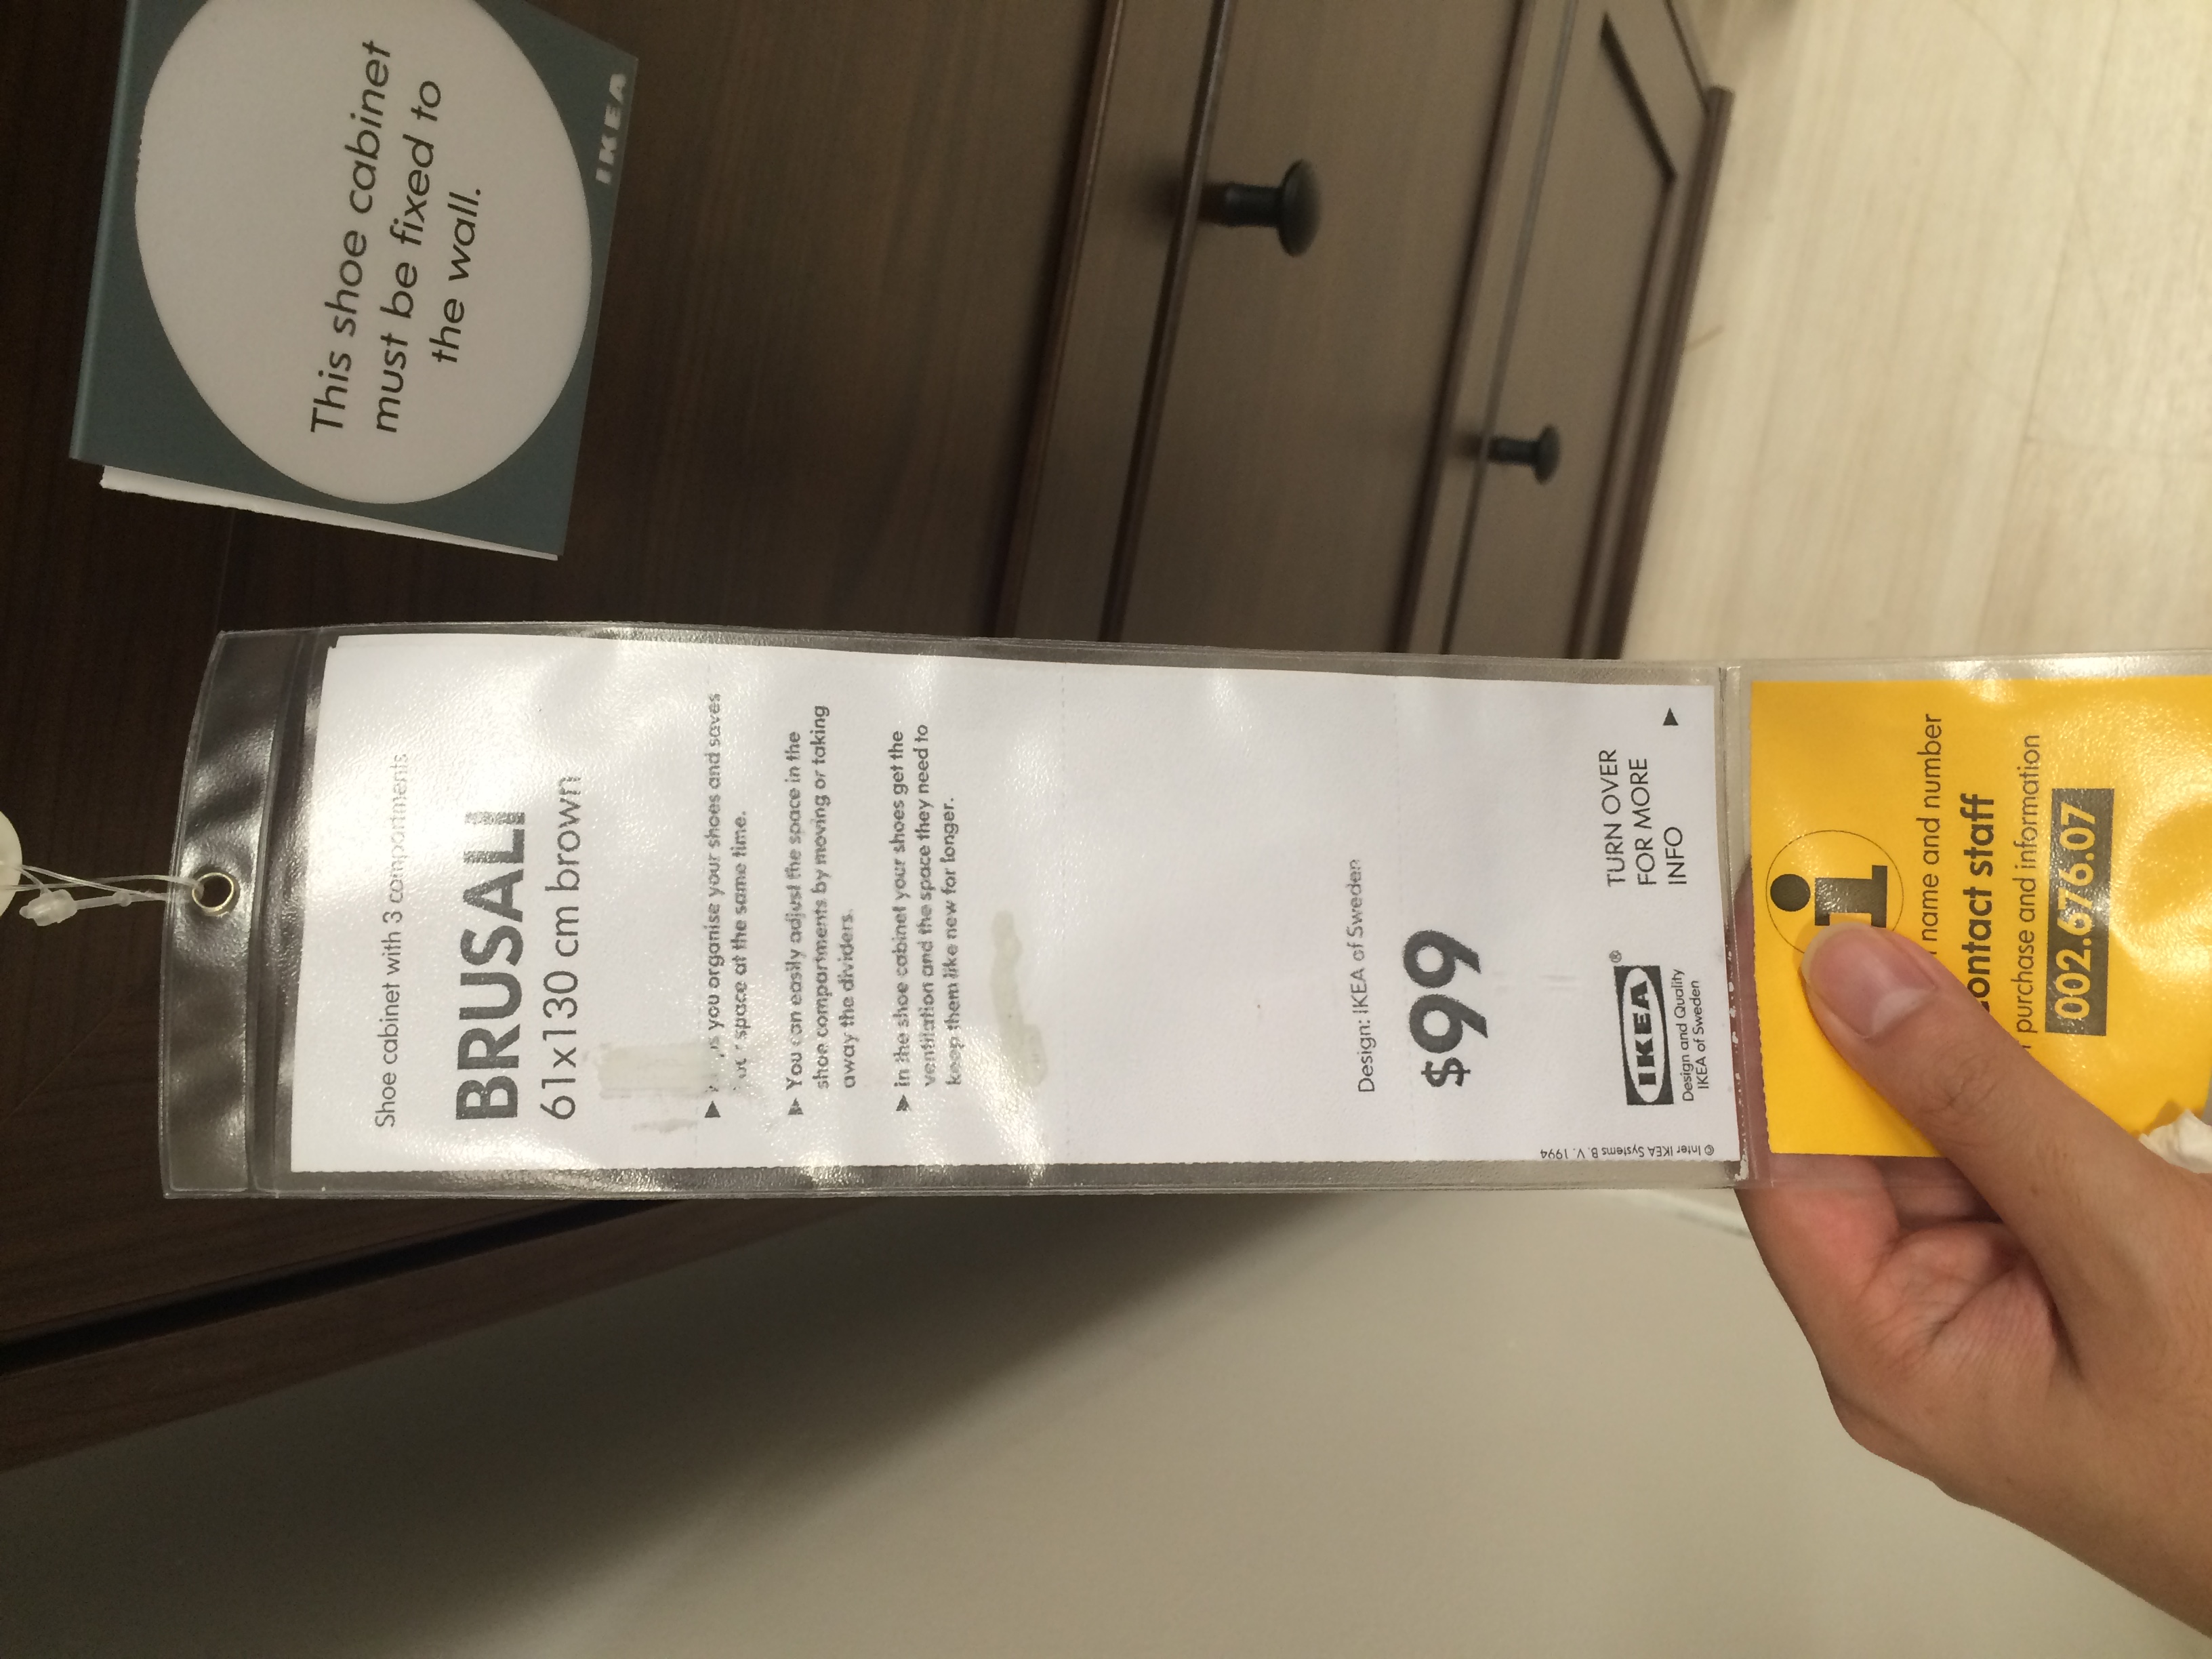 This shoe cabinet
must be fixed to
the wall.
IKEA
Shoe cabinet with 3 compartments
BRUSALI
61x130 cm brown
▶ you organise your shoes and saves
space at the same time.
▶ You can easily adjust the space in the
shoe compartments by moving or taking
away the dividers.
▶ In the shoe cabinet your shoes get the
ventilation and the space they need to
keep them like new for longer.
Design: IKEA of Sweden
$99
IKEA®
Design and Quality
IKEA of Sweden
TURN OVER
FOR MORE
INFO ▶
© Inter IKEA Systems B.V. 1994
i
name and number
contact staff
purchase and information
002.676.07